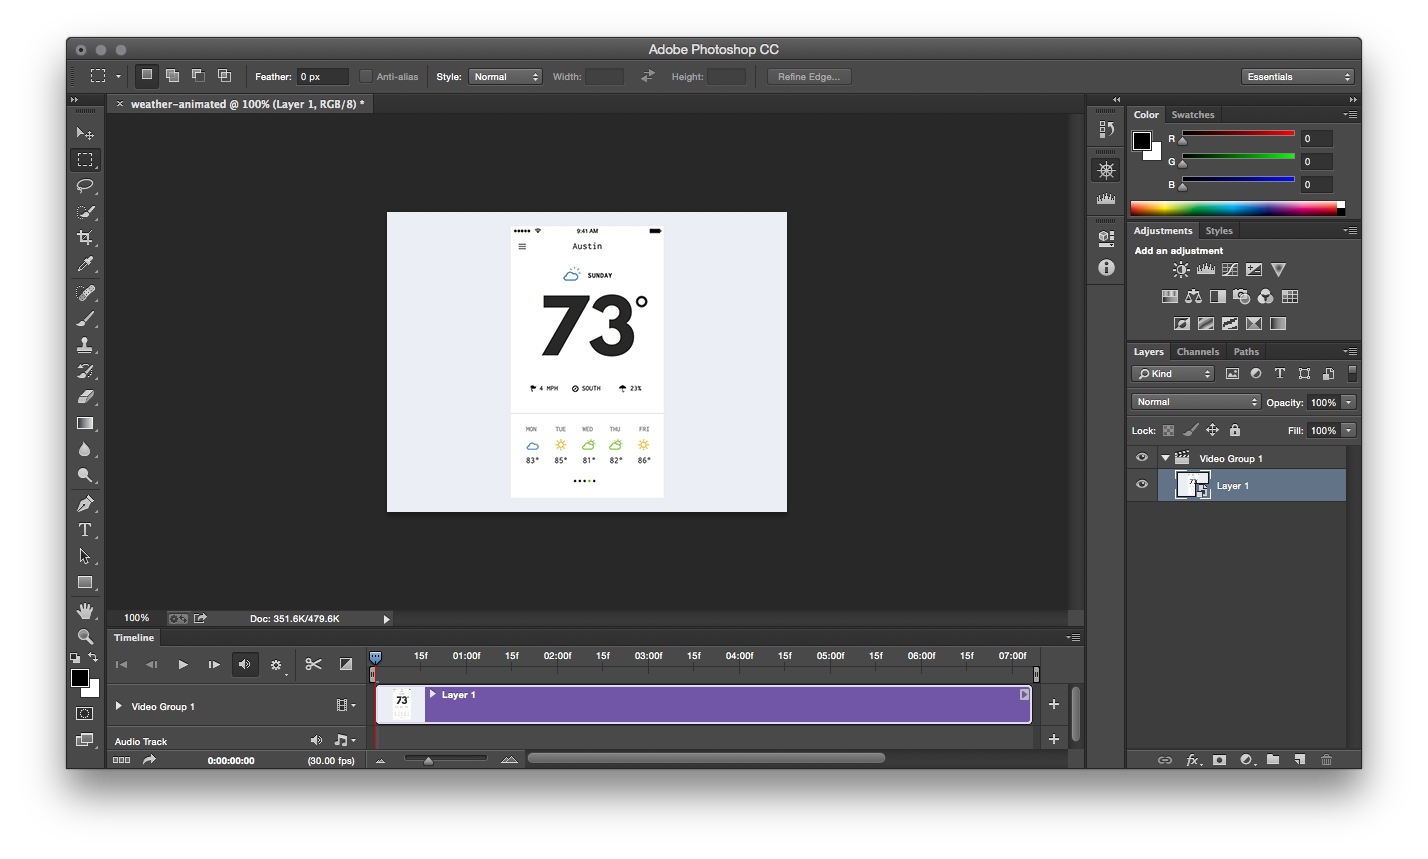 Adobe Photoshop CC
Feather: 0 px Anti-alias Style: Normal Width: Height: Refine Edge... Essentials
× weather-animated @ 100% (Layer 1, RGB/8) *
Color Swatches
R 0
G 0
B 0
Adjustments Styles
Add an adjustment
9:41 AM
Austin
SUNDAY
73°
4 MPH SOUTH 23%
MON TUE WED THU FRI
83° 85° 81° 82° 86°
Layers Channels Paths
Kind T
Normal Opacity: 100%
Lock: Fill: 100%
Video Group 1
Layer 1
100% Doc: 351.6K/479.6K
Timeline
15f 01:00f 15f 02:00f 15f 03:00f 15f 04:00f 15f 05:00f 15f 06:00f 15f 07:00f
73° Layer 1
Video Group 1
Audio Track
0:00:00:00 (30.00 fps)
fx